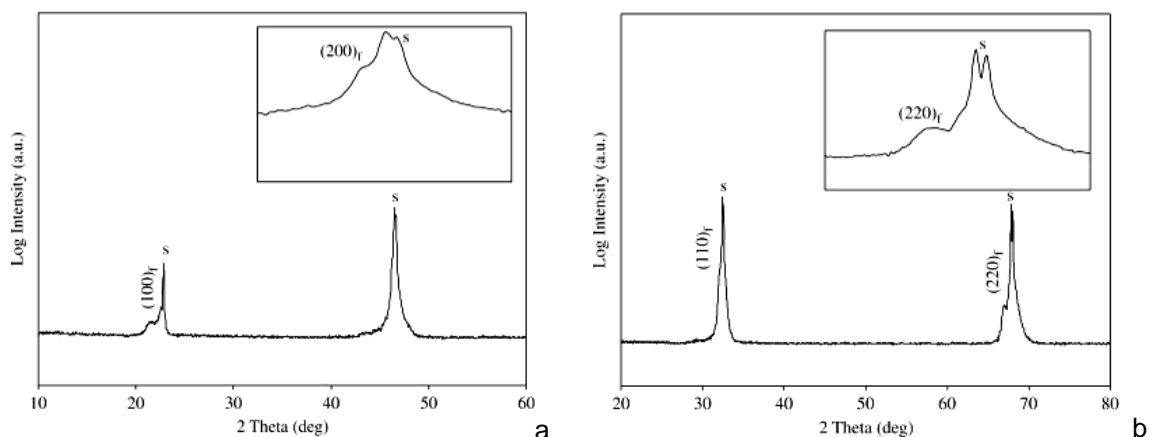 (200)f
s
Log Intensity (a.u.)
(100)f
s
s
10
20
30
40
50
60
2 Theta (deg)
a
s
(220)f
Log Intensity (a.u.)
(110)f
s
(220)f
s
20
30
40
50
60
70
80
2 Theta (deg)
b